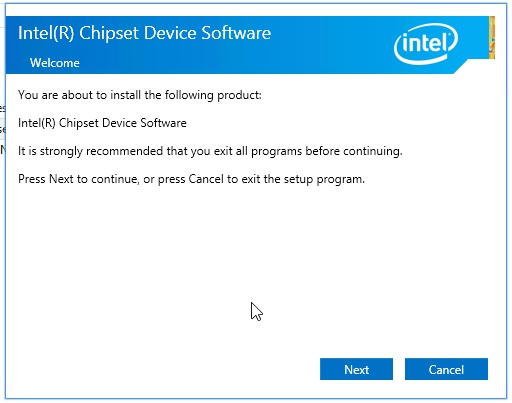 Intel(R) Chipset Device Software
intel
Welcome
You are about to install the following product:
Intel(R) Chipset Device Software
It is strongly recommended that you exit all programs before continuing.
Press Next to continue, or press Cancel to exit the setup program.
Next
Cancel